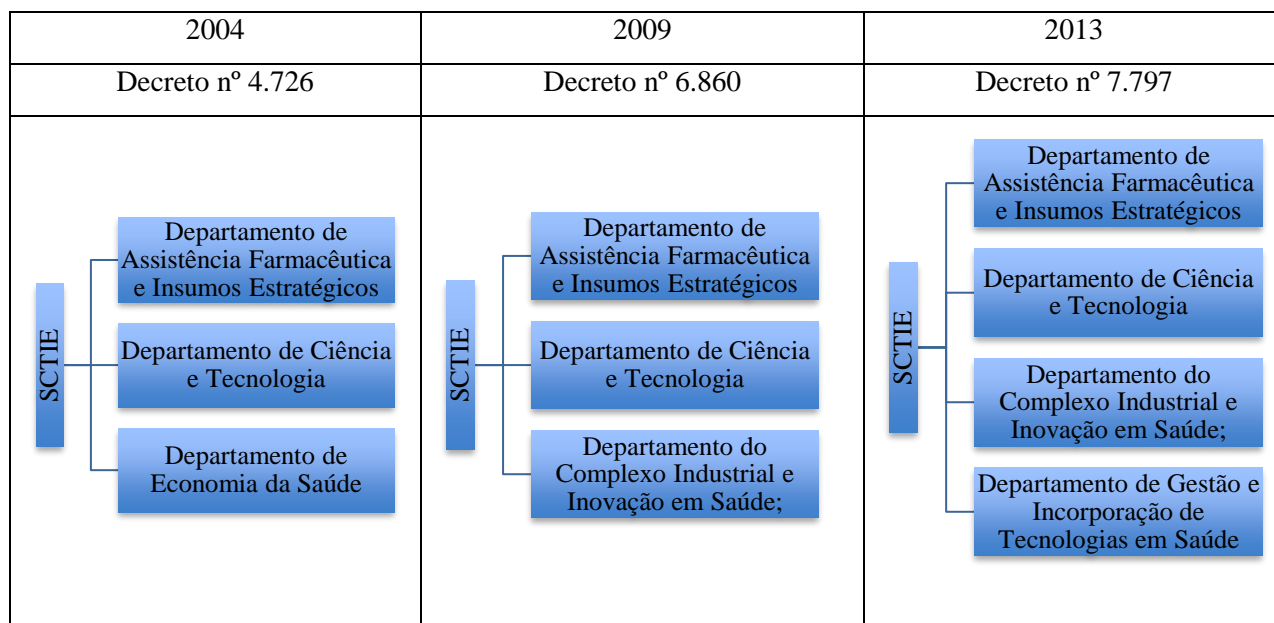 2004
2009
2013
Decreto nº 4.726
Decreto nº 6.860
Decreto nº 7.797
SCTIE
Departamento de
Assistência Farmacêutica
e Insumos Estratégicos
Departamento de Ciência
e Tecnologia
Departamento de
Economia da Saúde
SCTIE
Departamento de
Assistência Farmacêutica
e Insumos Estratégicos
Departamento de Ciência
e Tecnologia
Departamento do
Complexo Industrial e
Inovação em Saúde;
SCTIE
Departamento de
Assistência Farmacêutica
e Insumos Estratégicos
Departamento de Ciência
e Tecnologia
Departamento do
Complexo Industrial e
Inovação em Saúde;
Departamento de Gestão e
Incorporação de
Tecnologias em Saúde